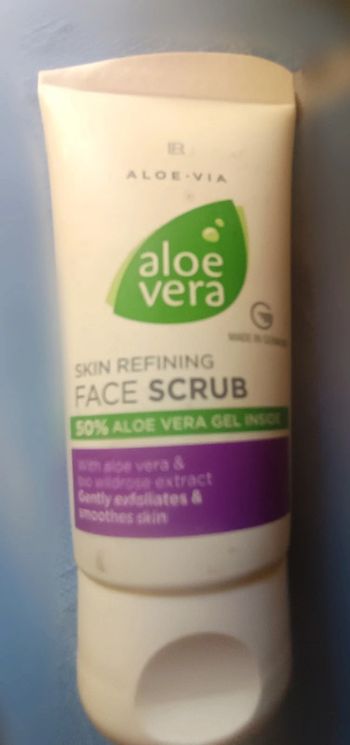 LR
ALOE·VIA
aloe
vera
MADE IN GERMANY
SKIN REFINING
FACE SCRUB
50% ALOE VERA GEL INSIDE
With aloe vera &
bio wildrose extract
Gently exfoliates &
smoothes skin